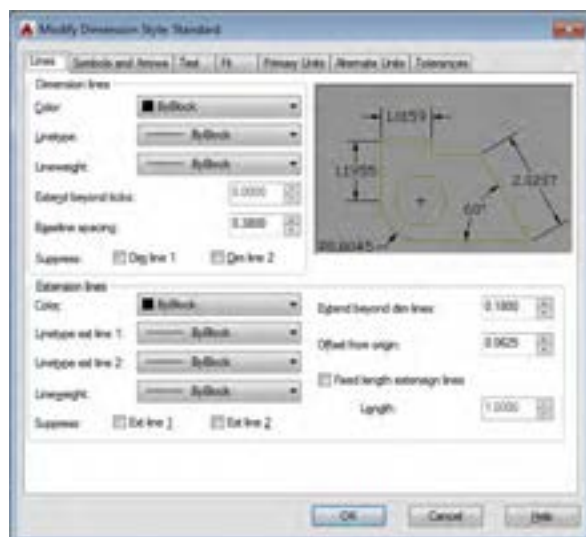 Modify Dimension Style: Standard
Lines Symbols and Arrows Text Fit Primary Units Alternate Units Tolerances
Dimension lines
Color: ByBlock
Linetype: ByBlock
Lineweight: ByBlock
Extend beyond ticks: 0.0000
Baseline spacing: 0.3800
Suppress: Dim line 1 Dim line 2
1.0159
1.1955
2.0207
60°
R0.8045
Extension lines
Color: ByBlock
Linetype ext line 1: ByBlock
Linetype ext line 2: ByBlock
Lineweight: ByBlock
Suppress: Ext line 1 Ext line 2
Extend beyond dim lines: 0.1800
Offset from origin: 0.0625
Fixed length extension lines
Length: 1.0000
OK Cancel Help